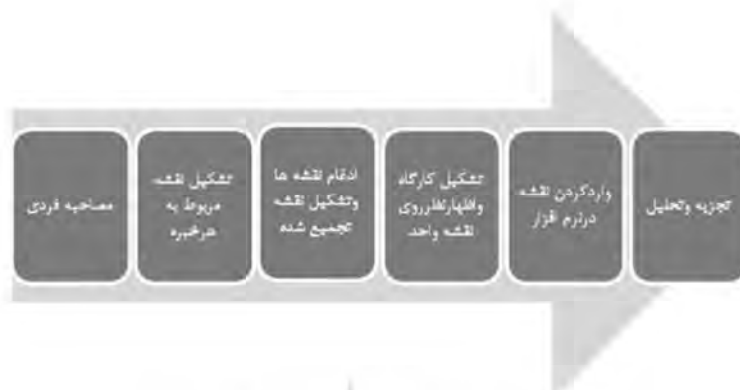 مصاحبه فردی
تشکیل نقشه
مربوط به
هرخبره
ادغام نقشه ها
وتشکیل نقشه
تجمیع شده
تشکیل کارگاه
واظهارنظرروی
نقشه واحد
واردکردن نقشه
درنرم افزار
تجزیه وتحلیل